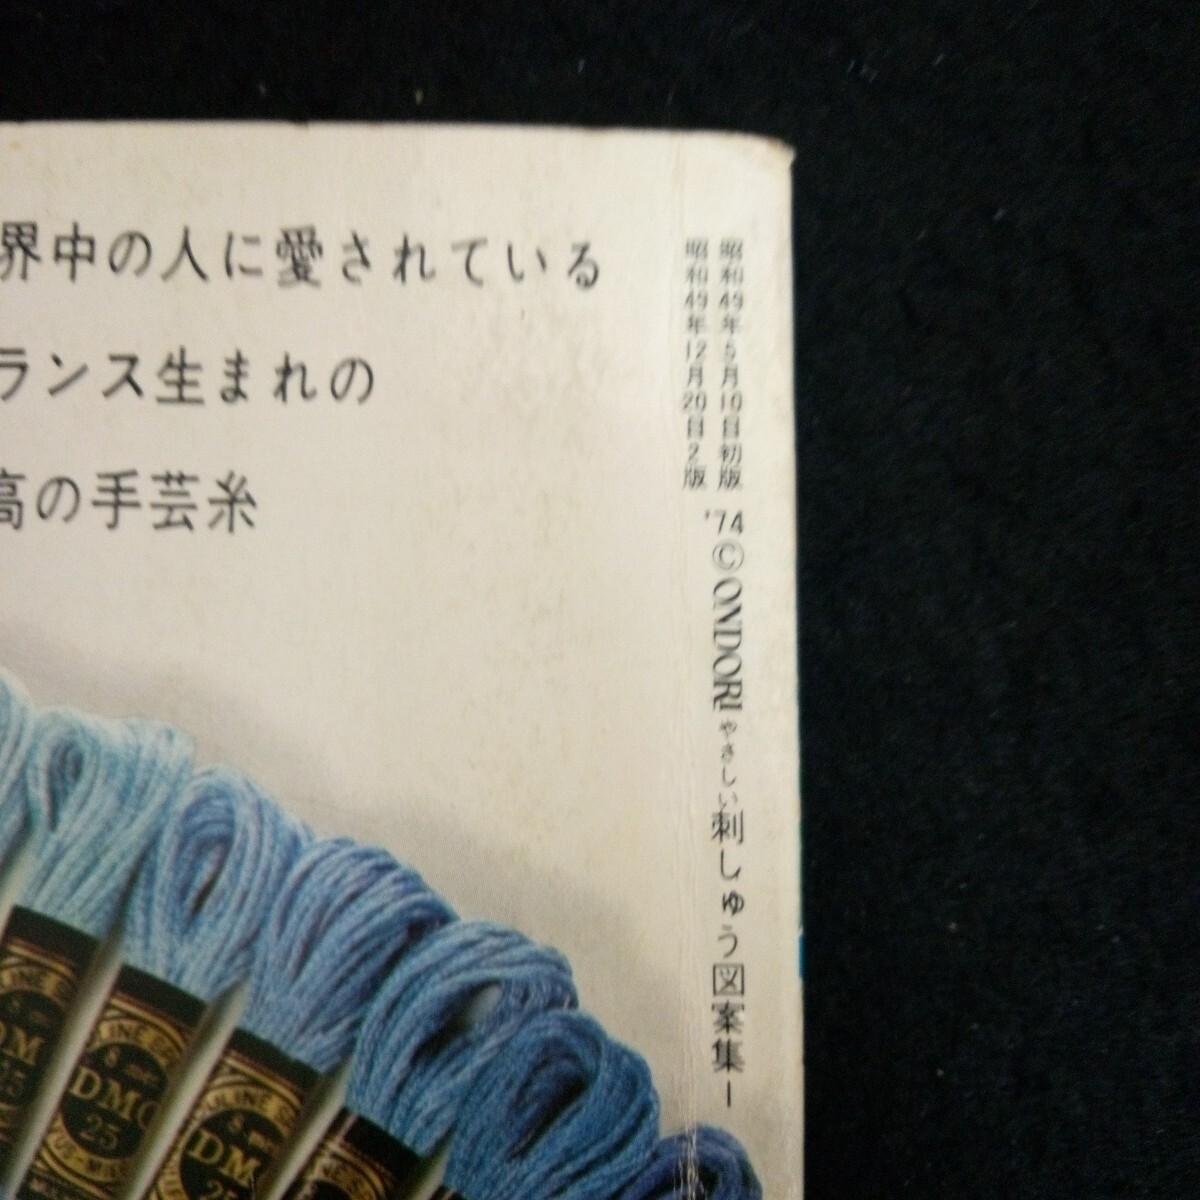 界中の人に愛されている
ランス生まれの
高の手芸糸
昭和49年5月10日初版
昭和49年12月20日2版
'74 © ONDORI やさしい刺しゅう図案集ー
DMC
25
DM
25